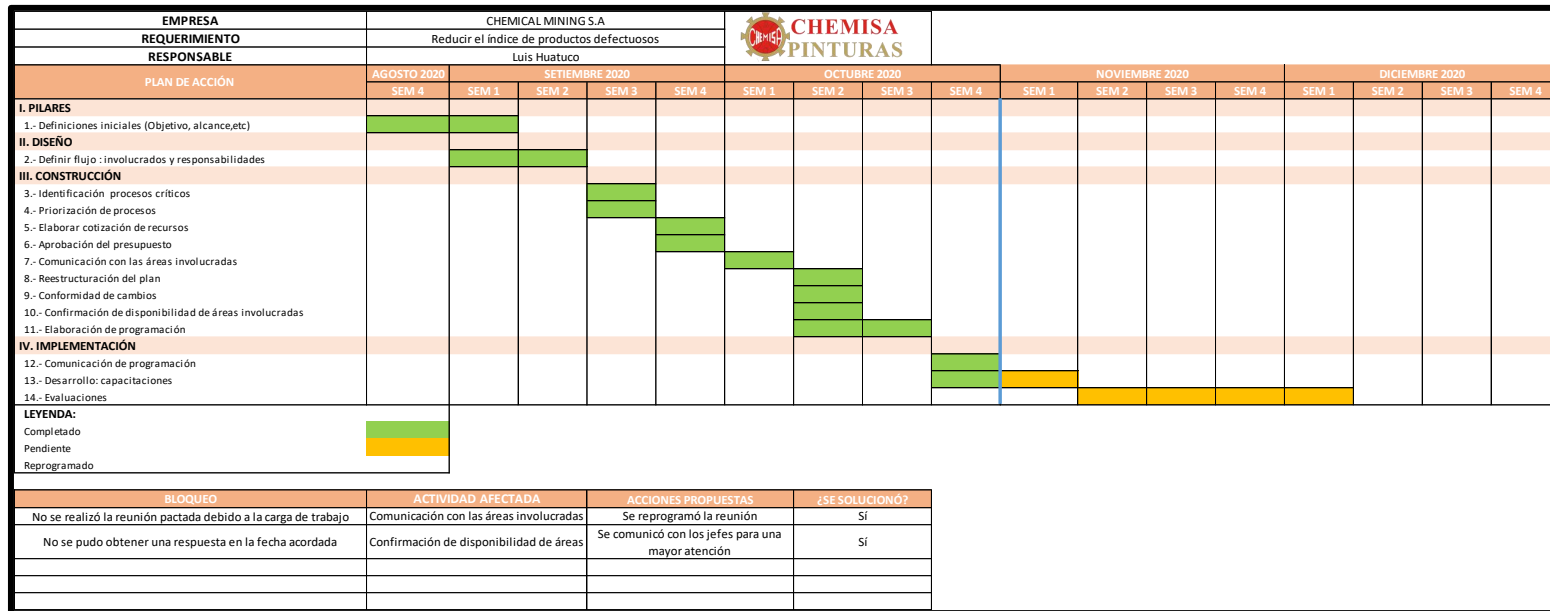 EMPRESA CHEMICAL MINING S.A
REQUERIMIENTO Reducir el índice de productos defectuosos
RESPONSABLE Luis Huatuco
CHEMISA
CHEMISA
PINTURAS
PLAN DE ACCIÓN AGOSTO 2020 SETIEMBRE 2020 OCTUBRE 2020 NOVIEMBRE 2020 DICIEMBRE 2020
SEM 4 SEM 1 SEM 2 SEM 3 SEM 4 SEM 1 SEM 2 SEM 3 SEM 4 SEM 1 SEM 2 SEM 3 SEM 4 SEM 1 SEM 2 SEM 3 SEM 4
I. PILARES
1.- Definiciones iniciales (Objetivo, alcance,etc)
II. DISEÑO
2.- Definir flujo : involucrados y responsabilidades
III. CONSTRUCCIÓN
3.- Identificación procesos críticos
4.- Priorización de procesos
5.- Elaborar cotización de recursos
6.- Aprobación del presupuesto
7.- Comunicación con las áreas involucradas
8.- Reestructuración del plan
9.- Conformidad de cambios
10.- Confirmación de disponibilidad de áreas involucradas
11.- Elaboración de programación
IV. IMPLEMENTACIÓN
12.- Comunicación de programación
13.- Desarrollo: capacitaciones
14.- Evaluaciones
LEYENDA:
Completado
Pendiente
Reprogramado
BLOQUEO ACTIVIDAD AFECTADA ACCIONES PROPUESTAS ¿SE SOLUCIONÓ?
No se realizó la reunión pactada debido a la carga de trabajo Comunicación con las áreas involucradas Se reprogramó la reunión Sí
No se pudo obtener una respuesta en la fecha acordada Confirmación de disponibilidad de áreas Se comunicó con los jefes para una Sí
mayor atención